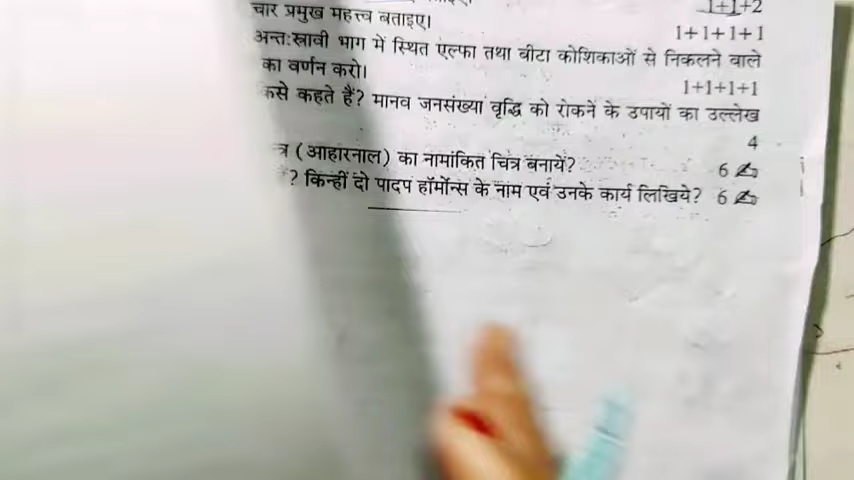 1+1+2
चार प्रमुख महत्त्व बताइए।
1+1+1+1
अन्त:स्रावी भाग में स्थित एल्फा तथा बीटा कोशिकाओं से निकलने वाले
का वर्णन करो।
1+1+1+1
कसे कहते हैं? मानव जनसंख्या वृद्धि को रोकने के उपायों का उल्लेख
4
त्र (आहारनाल) का नामांकित चित्र बनायें? 6 ✍
? किन्हीं दो पादप हॉर्मोन्स के नाम एवं उनके कार्य लिखिये? 6 ✍